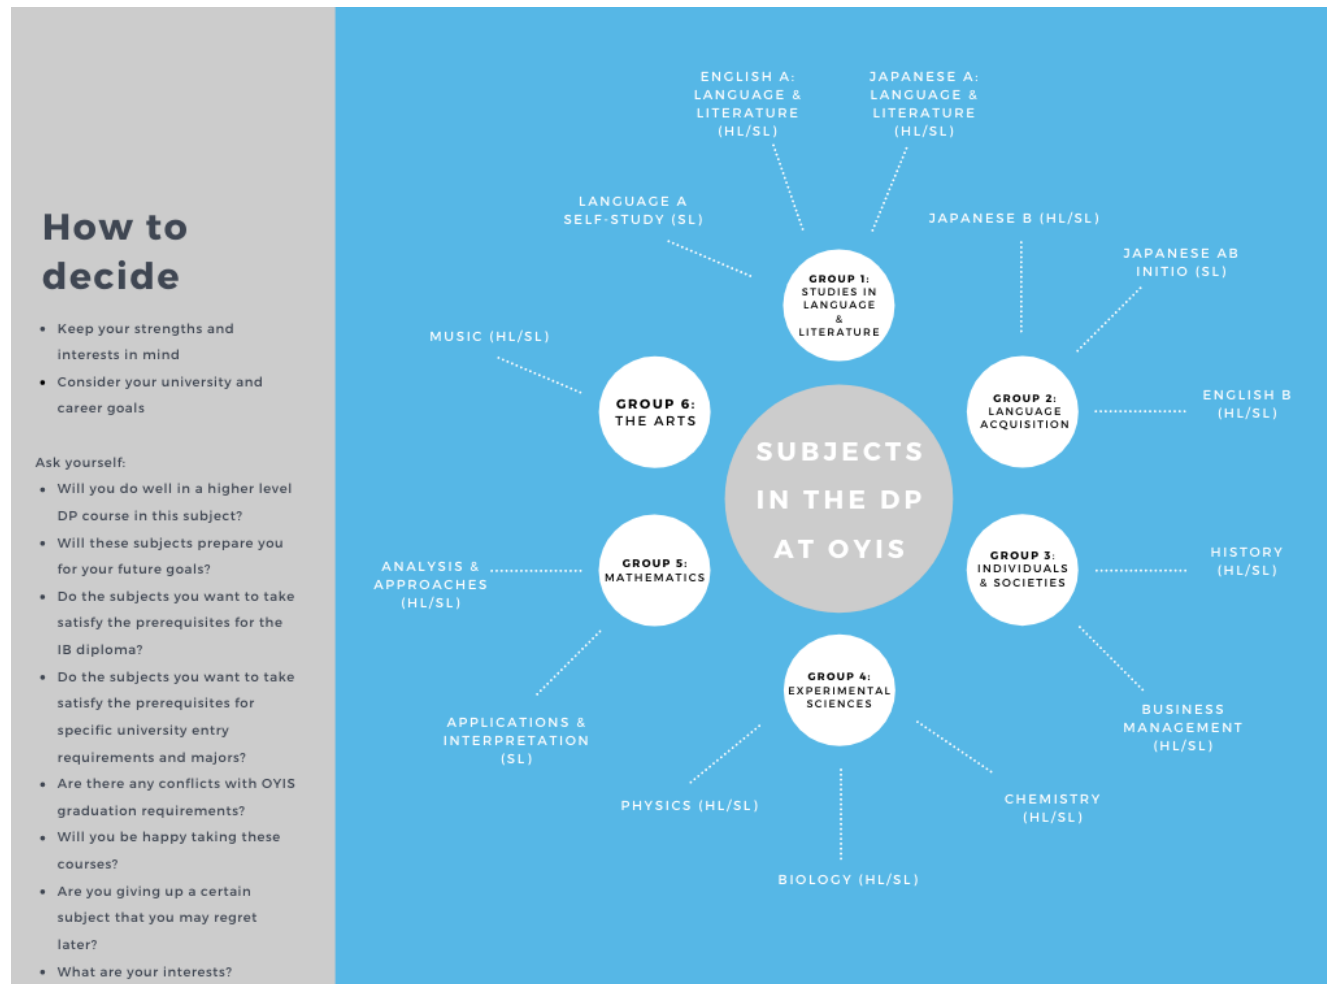 How to
decide
• Keep your strengths and
interests in mind
• Consider your university and
career goals
Ask yourself:
• Will you do well in a higher level
DP course in this subject?
• Will these subjects prepare you
for your future goals?
• Do the subjects you want to take
satisfy the prerequisites for the
IB diploma?
• Do the subjects you want to take
satisfy the prerequisites for
specific university entry
requirements and majors?
• Are there any conflicts with OYIS
graduation requirements?
• Will you be happy taking these
courses?
• Are you giving up a certain
subject that you may regret
later?
• What are your interests?
SUBJECTS
IN THE DP
AT OYIS
GROUP 1:
STUDIES IN
LANGUAGE
&
LITERATURE
LANGUAGE A
SELF-STUDY (SL)
ENGLISH A:
LANGUAGE &
LITERATURE
(HL/SL)
JAPANESE A:
LANGUAGE &
LITERATURE
(HL/SL)
GROUP 2:
LANGUAGE
ACQUISITION
JAPANESE B (HL/SL)
JAPANESE AB
INITIO (SL)
ENGLISH B
(HL/SL)
GROUP 3:
INDIVIDUALS
& SOCIETIES
HISTORY
(HL/SL)
BUSINESS
MANAGEMENT
(HL/SL)
GROUP 4:
EXPERIMENTAL
SCIENCES
CHEMISTRY
(HL/SL)
BIOLOGY (HL/SL)
PHYSICS (HL/SL)
GROUP 5:
MATHEMATICS
APPLICATIONS &
INTERPRETATION
(SL)
ANALYSIS &
APPROACHES
(HL/SL)
GROUP 6:
THE ARTS
MUSIC (HL/SL)